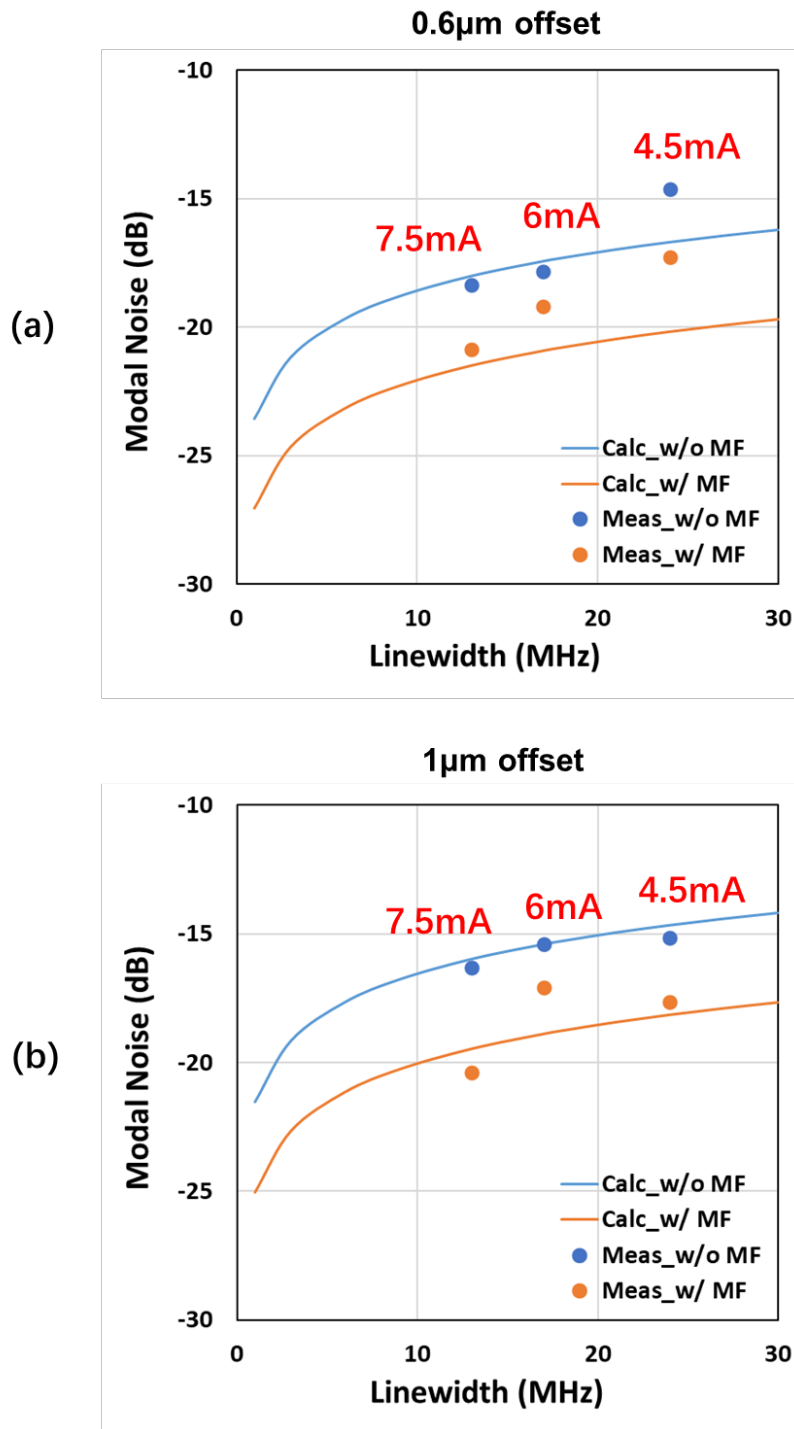 0.6μm offset
(a)
Modal Noise (dB)
-10
-15
-20
-25
-30
4.5mA
6mA
7.5mA
Calc_w/o MF
Calc_w/ MF
Meas_w/o MF
Meas_w/ MF
0 10 20 30
Linewidth (MHz)
1μm offset
(b)
Modal Noise (dB)
-10
-15
-20
-25
-30
4.5mA
6mA
7.5mA
Calc_w/o MF
Calc_w/ MF
Meas_w/o MF
Meas_w/ MF
0 10 20 30
Linewidth (MHz)